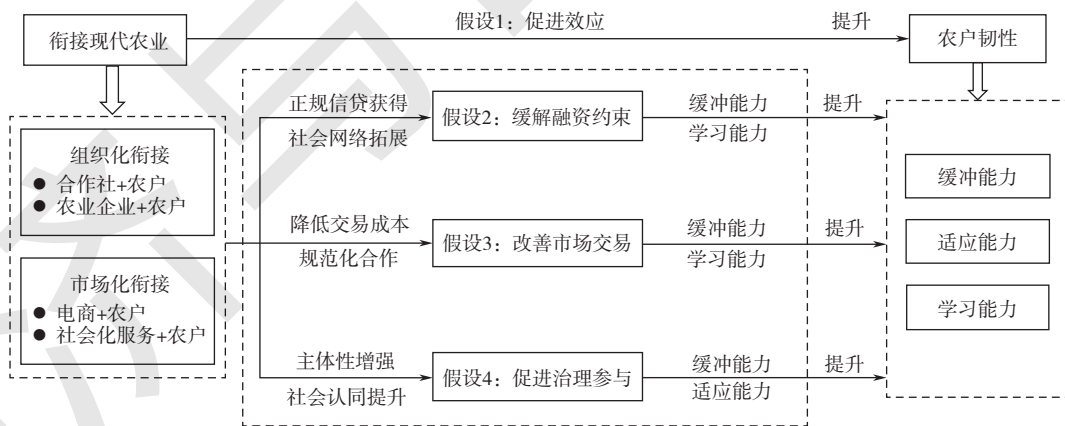 假设1：促进效应
提升
衔接现代农业
农户韧性
组织化衔接
● 合作社+农户
● 农业企业+农户
市场化衔接
● 电商+农户
● 社会化服务+农户
正规信贷获得
社会网络拓展
假设2：缓解融资约束
缓冲能力
学习能力
提升
降低交易成本
规范化合作
假设3：改善市场交易
缓冲能力
学习能力
提升
主体性增强
社会认同提升
假设4：促进治理参与
缓冲能力
适应能力
提升
缓冲能力
适应能力
学习能力